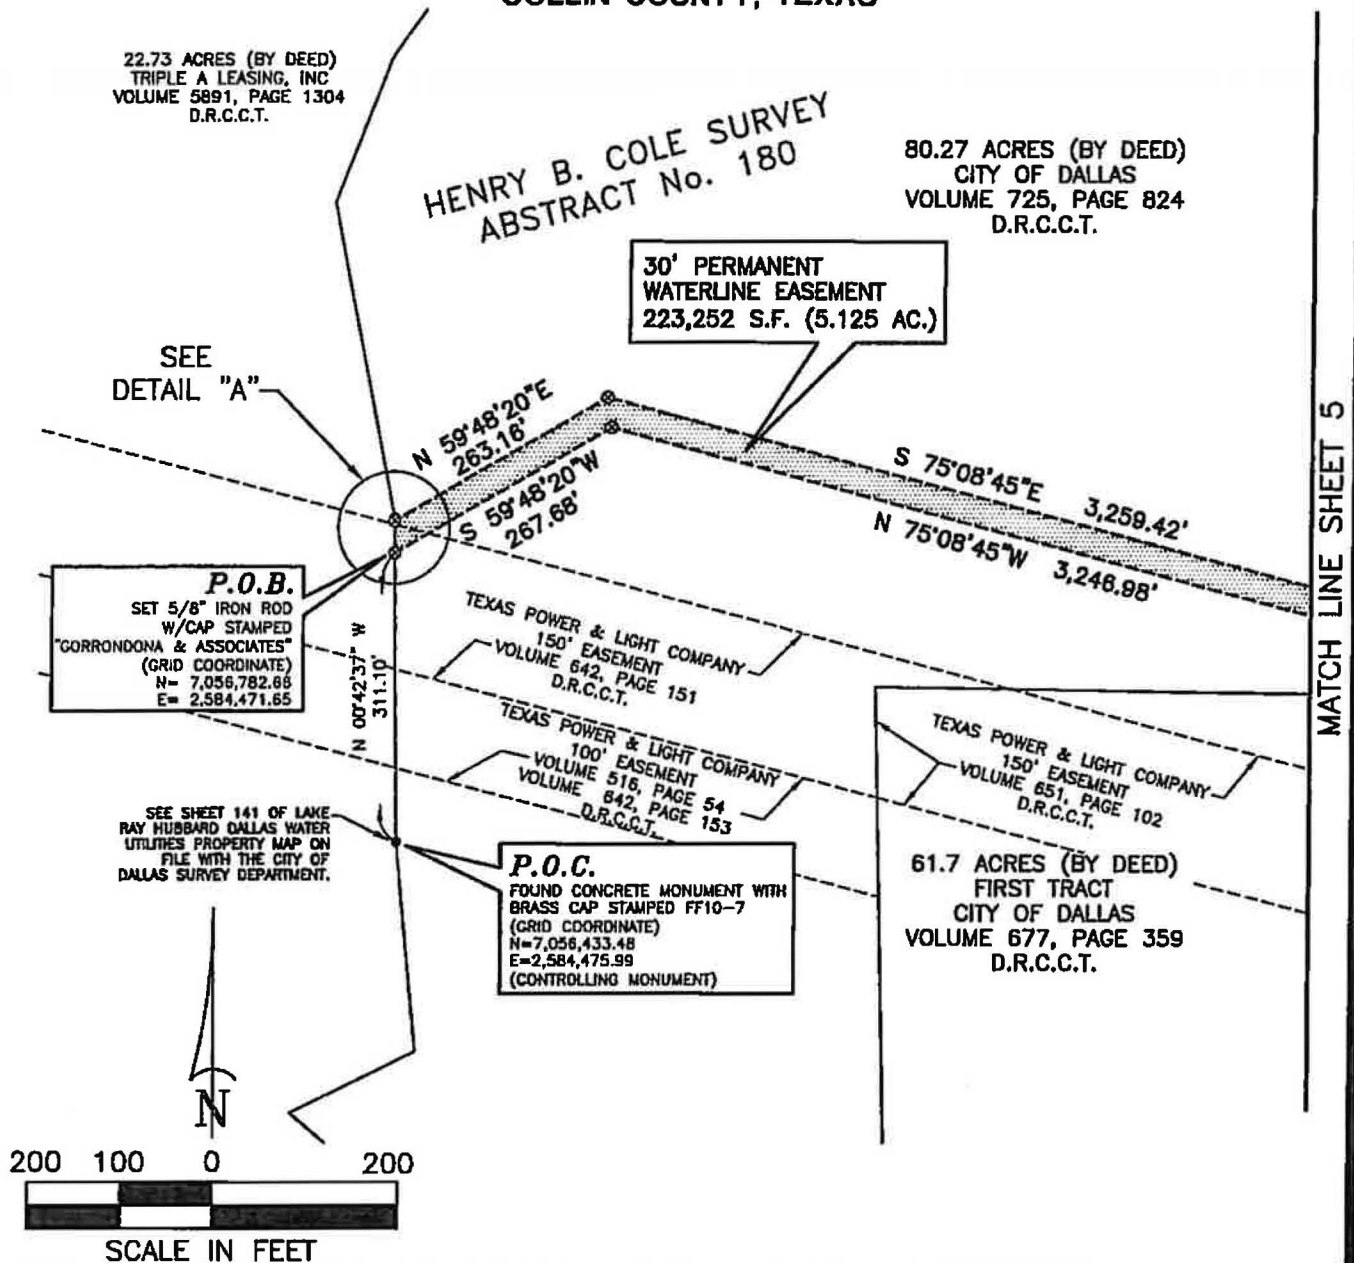 22.73 ACRES (BY DEED)
TRIPLE A LEASING, INC
VOLUME 5891, PAGE 1304
D.R.C.C.T.
HENRY B. COLE SURVEY
ABSTRACT No. 180
80.27 ACRES (BY DEED)
CITY OF DALLAS
VOLUME 725, PAGE 824
D.R.C.C.T.
30' PERMANENT
WATERLINE EASEMENT
223,252 S.F. (5.125 AC.)
SEE
DETAIL "A"
N 59°48'20"E
263.16'
S 59°48'20"W
267.68'
S 75°08'45"E 3,259.42'
N 75°08'45"W 3,246.98'
MATCH LINE SHEET 5
P.O.B.
SET 5/8" IRON ROD
W/CAP STAMPED
"GORRONDONA & ASSOCIATES"
(GRID COORDINATE)
N= 7,056,782.68
E= 2,584,471.65
N 00°42'37" W
311.10'
TEXAS POWER & LIGHT COMPANY
150' EASEMENT
VOLUME 642, PAGE 151
D.R.C.C.T.
TEXAS POWER & LIGHT COMPANY
100' EASEMENT
VOLUME 516, PAGE 54
VOLUME 642, PAGE 153
D.R.C.C.T.
TEXAS POWER & LIGHT COMPANY
150' EASEMENT
VOLUME 651, PAGE 102
D.R.C.C.T.
SEE SHEET 141 OF LAKE
RAY HUBBARD DALLAS WATER
UTILITIES PROPERTY MAP ON
FILE WITH THE CITY OF
DALLAS SURVEY DEPARTMENT.
P.O.C.
FOUND CONCRETE MONUMENT WITH
BRASS CAP STAMPED FF10-7
(GRID COORDINATE)
N=7,056,433.48
E=2,584,475.99
(CONTROLLING MONUMENT)
61.7 ACRES (BY DEED)
FIRST TRACT
CITY OF DALLAS
VOLUME 677, PAGE 359
D.R.C.C.T.
N
200 100 0 200
SCALE IN FEET